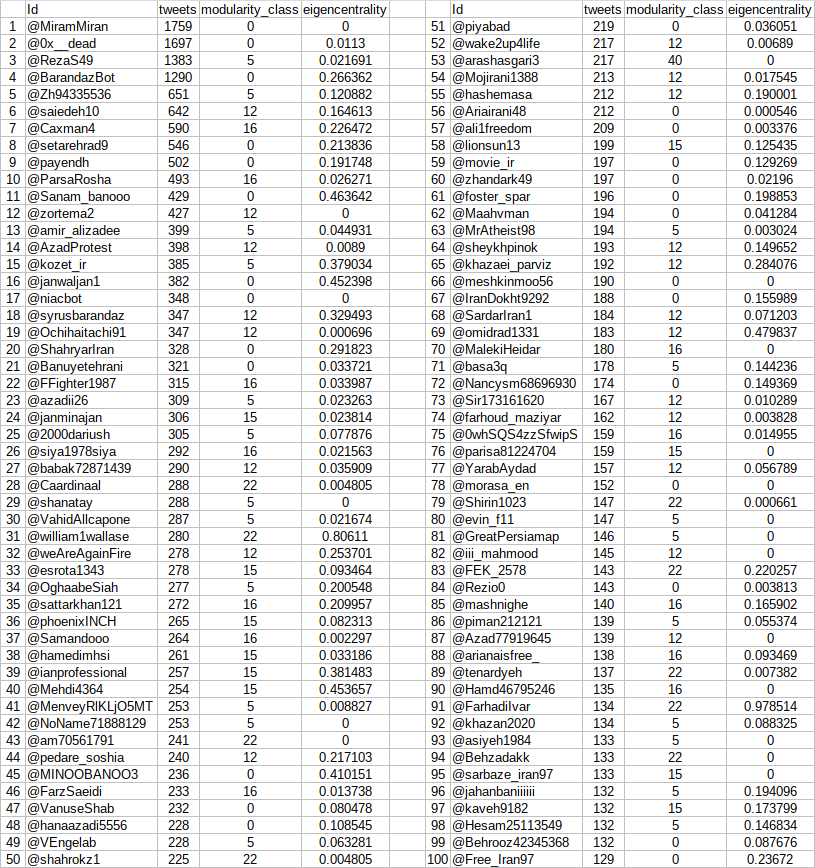 Id tweets modularity_class eigencentrality Id tweets modularity_class eigencentrality
1 @MiramMiran 1759 0 0 51 @piyabad 219 0 0.036051
2 @0x__dead 1697 0 0.0113 52 @wake2up4life 217 12 0.00689
3 @RezaS49 1383 5 0.021691 53 @arashasgari3 217 40 0
4 @BarandazBot 1290 0 0.266362 54 @Mojirani1388 213 12 0.017545
5 @Zh94335536 651 5 0.120882 55 @hashemasa 212 12 0.190001
6 @saiedeh10 642 12 0.164613 56 @Ariairani48 212 0 0.000546
7 @Caxman4 590 16 0.226472 57 @ali1freedom 209 0 0.003376
8 @setarehrad9 546 0 0.213836 58 @lionsun13 199 15 0.125435
9 @payendh 502 0 0.191748 59 @movie_ir 197 0 0.129269
10 @ParsaRosha 493 16 0.026271 60 @zhandark49 197 0 0.02196
11 @Sanam_banooo 429 0 0.463642 61 @foster_spar 196 0 0.198853
12 @zortema2 427 12 0 62 @Maahvman 194 0 0.041284
13 @amir_alizadee 399 5 0.044931 63 @MrAtheist98 194 5 0.003024
14 @AzadProtest 398 12 0.0089 64 @sheykhpinok 193 12 0.149652
15 @kozet_ir 385 5 0.379034 65 @khazaei_parviz 192 12 0.284076
16 @janwaljan1 382 0 0.452398 66 @meshkinmoo56 190 0 0
17 @niacbot 348 0 0 67 @IranDokht9292 188 0 0.155989
18 @syrusbarandaz 347 12 0.329493 68 @SardarIran1 184 12 0.071203
19 @Ochihaitachi91 347 12 0.000696 69 @omidrad1331 183 12 0.479837
20 @ShahryarIran 328 0 0.291823 70 @MalekiHeidar 180 16 0
21 @Banuyetehrani 321 0 0.033721 71 @basa3q 178 5 0.144236
22 @FFighter1987 315 16 0.033987 72 @Nancysm68696930 174 0 0.149369
23 @azadii26 309 5 0.023263 73 @Sir173161620 167 12 0.010289
24 @janminajan 306 15 0.023814 74 @farhoud_maziyar 162 12 0.003828
25 @2000dariush 305 5 0.077876 75 @0whSQS4zzSfwipS 159 16 0.014955
26 @siya1978siya 292 16 0.021563 76 @parisa81224704 159 15 0
27 @babak72871439 290 12 0.035909 77 @YarabAydad 157 12 0.056789
28 @Caardinaal 288 22 0.004805 78 @morasa_en 152 0 0
29 @shanatay 288 5 0 79 @Shirin1023 147 22 0.000661
30 @VahidAllcapone 287 5 0.021674 80 @evin_f11 147 5 0
31 @william1wallase 280 22 0.80611 81 @GreatPersiamap 146 5 0
32 @weAreAgainFire 278 12 0.253701 82 @iii_mahmood 145 12 0
33 @esrota1343 278 15 0.093464 83 @FEK_2578 143 22 0.220257
34 @OghaabeSiah 277 5 0.200548 84 @Rezio0 143 0 0.003813
35 @sattarkhan121 272 16 0.209957 85 @mashnighe 140 16 0.165902
36 @phoenixINCH 265 15 0.082313 86 @piman212121 139 5 0.055374
37 @Samandooo 264 16 0.002297 87 @Azad77919645 139 12 0
38 @hamedimhsi 261 15 0.033186 88 @arianaisfree_ 138 16 0.093469
39 @ianprofessional 257 15 0.381483 89 @tenardyeh 137 22 0.007382
40 @Mehdi4364 254 15 0.453657 90 @Hamd46795246 135 16 0
41 @MenveyRlKLjO5MT 253 5 0.008827 91 @FarhadiIvar 134 22 0.978514
42 @NoName71888129 253 5 0 92 @khazan2020 134 5 0.088325
43 @am70561791 241 22 0 93 @asiyeh1984 133 5 0
44 @pedare_soshia 240 12 0.217103 94 @Behzadakk 133 22 0
45 @MINOOBANOO3 236 0 0.410151 95 @sarbaze_iran97 133 15 0
46 @FarzSaeidi 233 16 0.013738 96 @jahanbaniiiiii 132 5 0.194096
47 @VanuseShab 232 0 0.080478 97 @kaveh9182 132 15 0.173799
48 @hanaazadi5556 228 0 0.108545 98 @Hesam25113549 132 5 0.146834
49 @VEngelab 228 5 0.063281 99 @Behrooz42345368 132 0 0.087676
50 @shahrokz1 225 22 0.004805 100 @Free_Iran97 129 0 0.23672